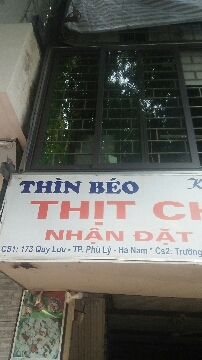 THÌN BÉO K
THỊT CH
NHẬN ĐẶT
CS1: 173 Quy Lưu - TP. Phủ Lý - Hà Nam * Cs2: Trường